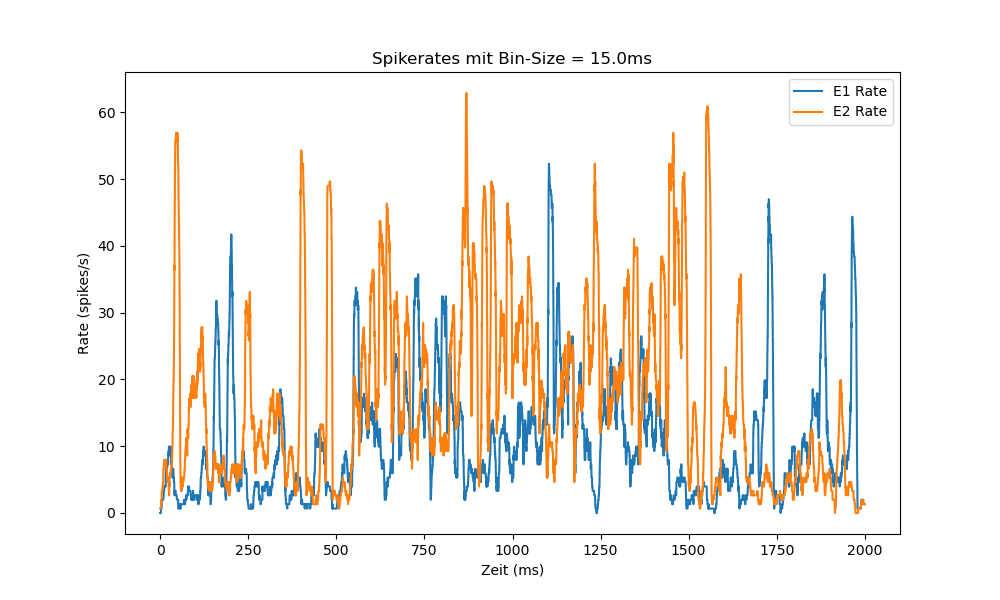 Spikerates mit Bin-Size = 15.0ms
E1 Rate
E2 Rate
Rate (spikes/s)
60
50
40
30
20
10
0
0 250 500 750 1000 1250 1500 1750 2000
Zeit (ms)